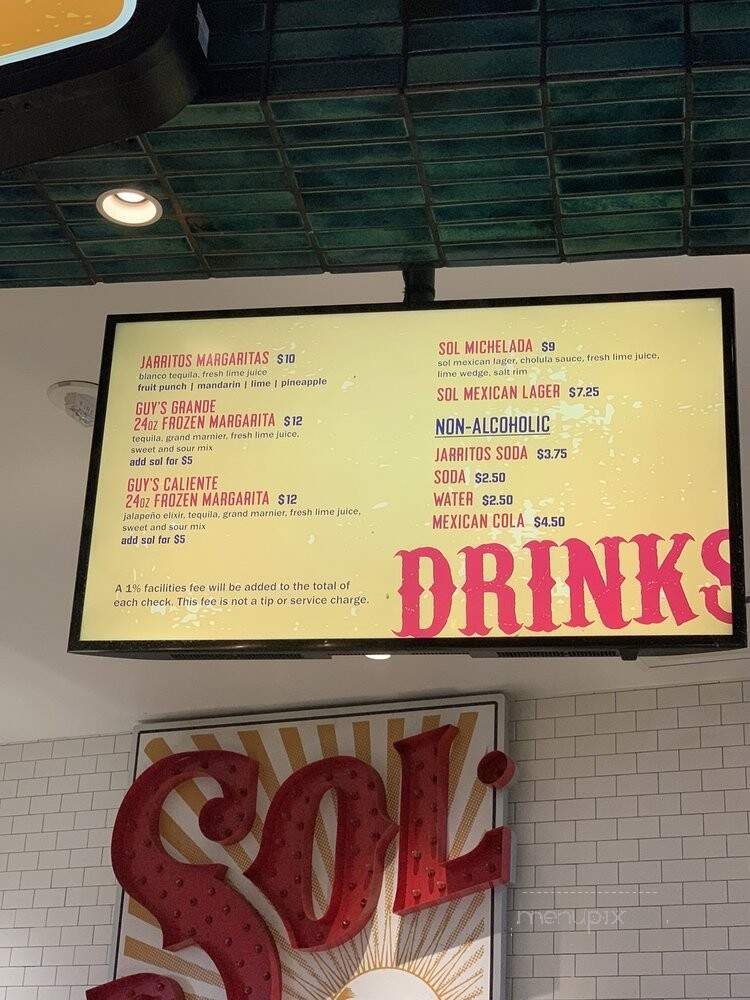 JARRITOS MARGARITAS $10
blanco tequila, fresh lime juice
fruit punch | mandarin | lime | pineapple
GUY'S GRANDE
24oz FROZEN MARGARITA $12
tequila, grand marnier, fresh lime juice,
sweet and sour mix
add sol for $5
GUY'S CALIENTE
24oz FROZEN MARGARITA $12
jalapeño elixir, tequila, grand marnier, fresh lime juice,
sweet and sour mix
add sol for $5
A 1% facilities fee will be added to the total of
each check. This fee is not a tip or service charge.
SOL MICHELADA $9
sol mexican lager, cholula sauce, fresh lime juice,
lime wedge, salt rim
SOL MEXICAN LAGER $7.25
NON-ALCOHOLIC
JARRITOS SODA $3.75
SODA $2.50
WATER $2.50
MEXICAN COLA $4.50
DRINKS
SOL
menupix